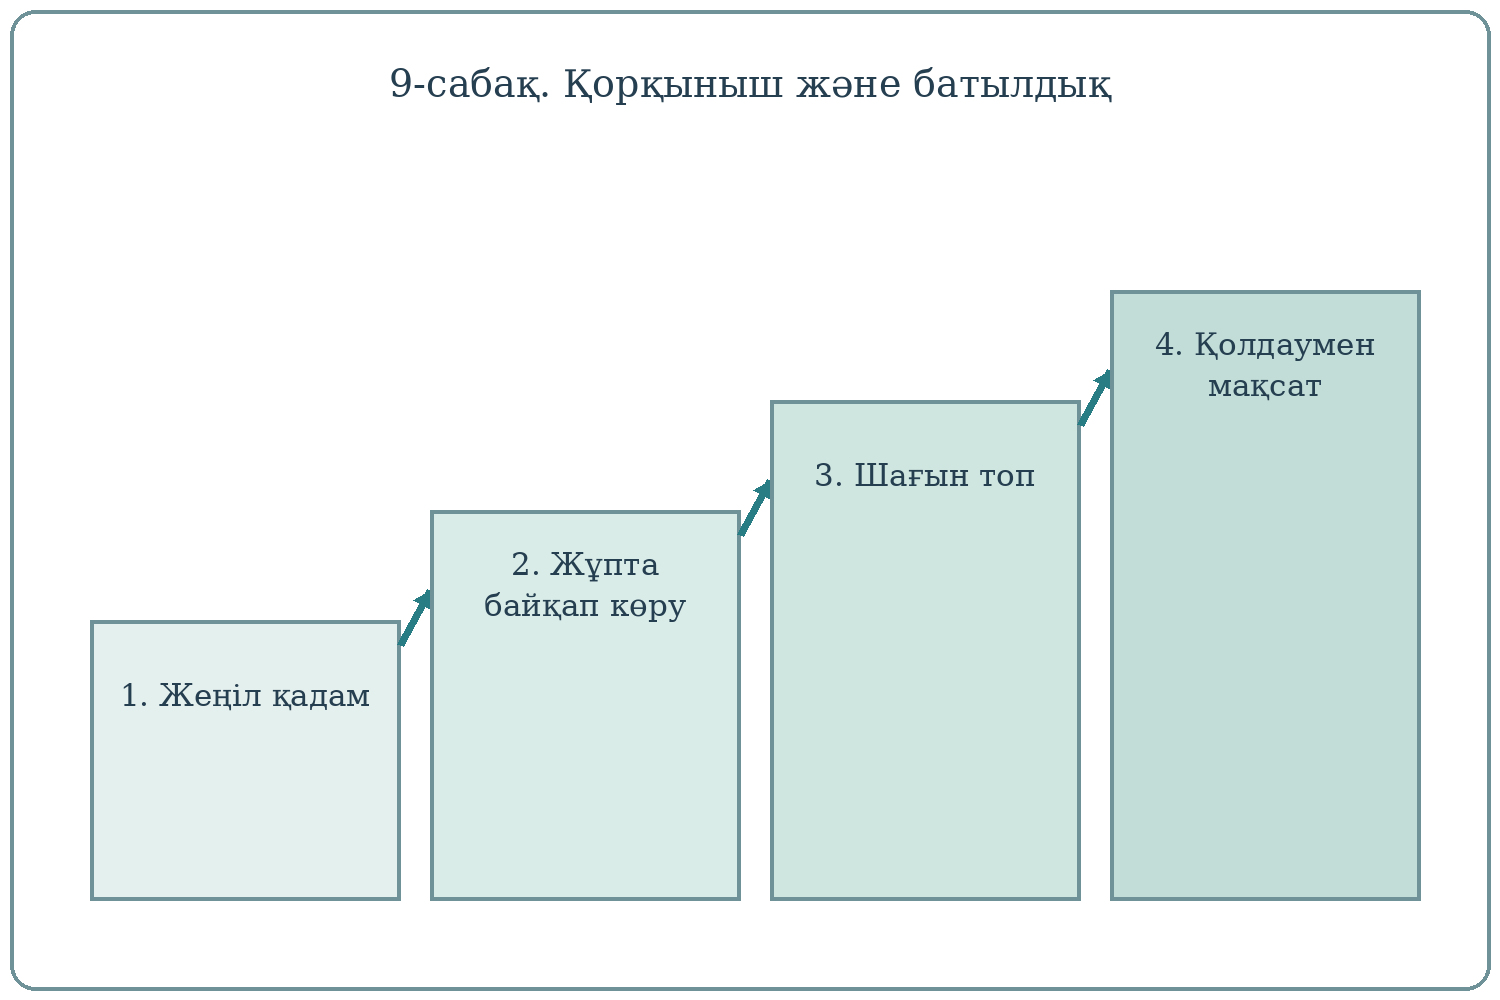 9-сабақ. Қорқыныш және батылдық
1. Жеңіл қадам
2. Жұпта
байқап көру
3. Шағын топ
4. Қолдаумен
мақсат